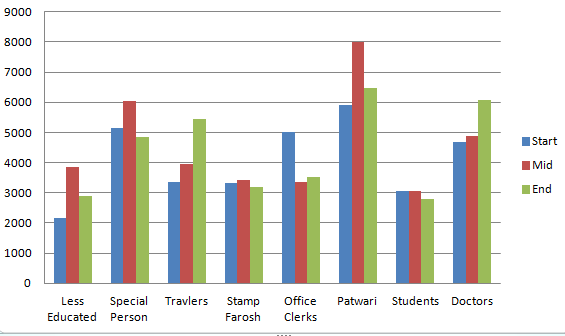 9000
8000
7000
6000
5000
4000
3000
2000
1000
0
Less
Educated
Special
Person
Travlers
Stamp
Farosh
Office
Clerks
Patwari
Students
Doctors
Start
Mid
End